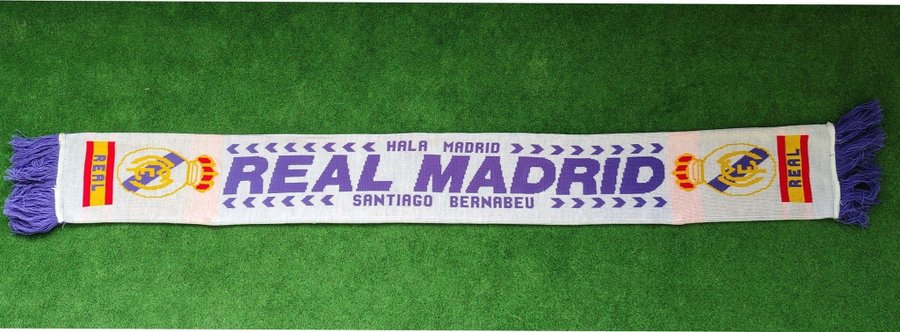 REAL
HALA MADRID
REAL MADRID
SANTIAGO BERNABEU
REAL